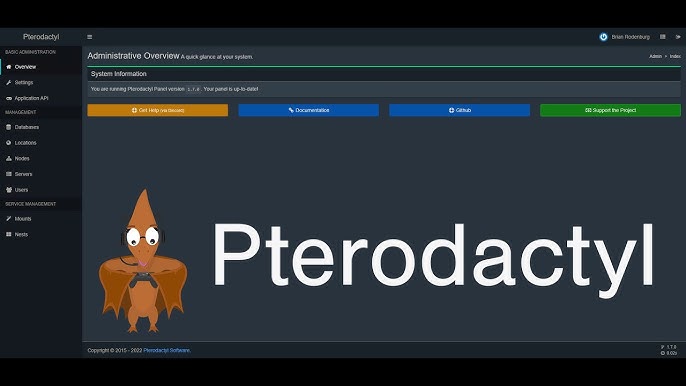 Pterodactyl
Brian Rodenburg
BASIC ADMINISTRATION
Overview
Settings
Application API
MANAGEMENT
Databases
Locations
Nodes
Servers
Users
SERVICE MANAGEMENT
Mounts
Nests
Administrative Overview A quick glance at your system.
Admin > Index
System Information
You are running Pterodactyl Panel version 1.7.0 Your panel is up-to-date!
Get Help (via Discord)
Documentation
Github
Support the Project
Pterodactyl
Copyright © 2015 - 2022 Pterodactyl Software.
1.7.0
0.02s